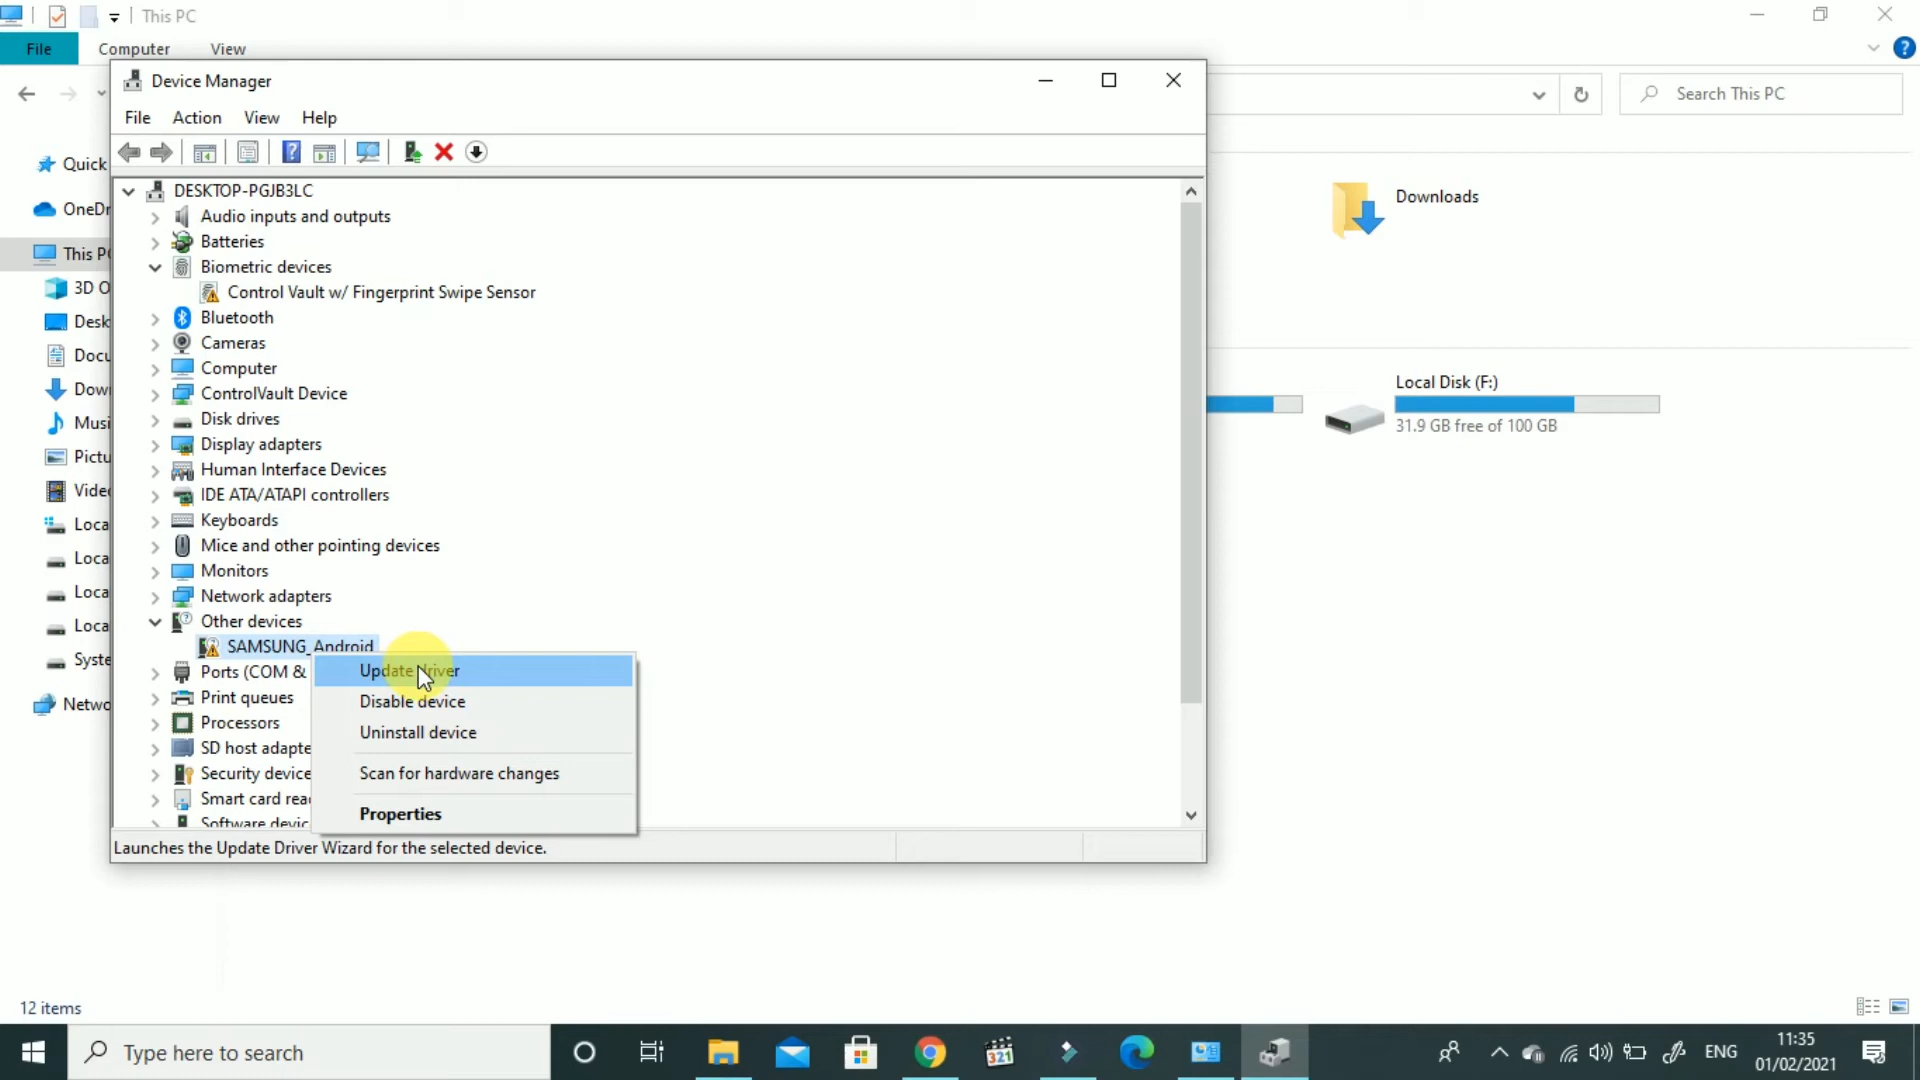 This PC
File
Computer
View
Device Manager
File
Action
View
Help
Search This PC
Quick
OneDr
This P
3D O
Desk
Docu
Dow
Musi
Pictu
Vide
Loca
Loca
Loca
Loca
Syste
Netwo
DESKTOP-PGJB3LC
Audio inputs and outputs
Batteries
Biometric devices
Control Vault w/ Fingerprint Swipe Sensor
Bluetooth
Cameras
Computer
ControlVault Device
Disk drives
Display adapters
Human Interface Devices
IDE ATA/ATAPI controllers
Keyboards
Mice and other pointing devices
Monitors
Network adapters
Other devices
SAMSUNG_Android
Ports (COM &
Print queues
Processors
SD host adapte
Security device
Smart card rea
Software devic
Update driver
Disable device
Uninstall device
Scan for hardware changes
Properties
Launches the Update Driver Wizard for the selected device.
Downloads
Local Disk (F:)
31.9 GB free of 100 GB
12 items
Type here to search
321
ENG
11:35
01/02/2021